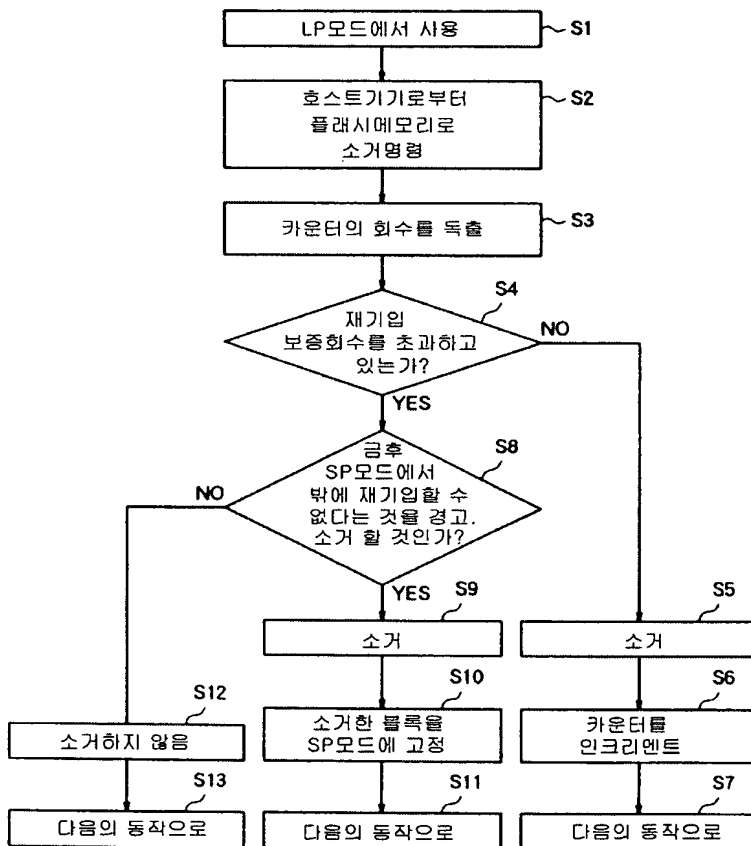 LP모드에서 사용
S1
호스트기기로부터
플래시메모리로
소거명령
S2
카운터의 회수를 독출
S3
S4
재기입
보증회수를 초과하고
있는가?
NO
YES
금후
SP모드에서
밖에 재기입할 수
없다는 것을 경고.
소거 할 것인가?
S8
NO
YES
S9
소거
S5
소거
S12
소거하지 않음
S10
소거한 블록을
SP모드에 고정
S6
카운터를
인크리멘트
S13
다음의 동작으로
S11
다음의 동작으로
S7
다음의 동작으로